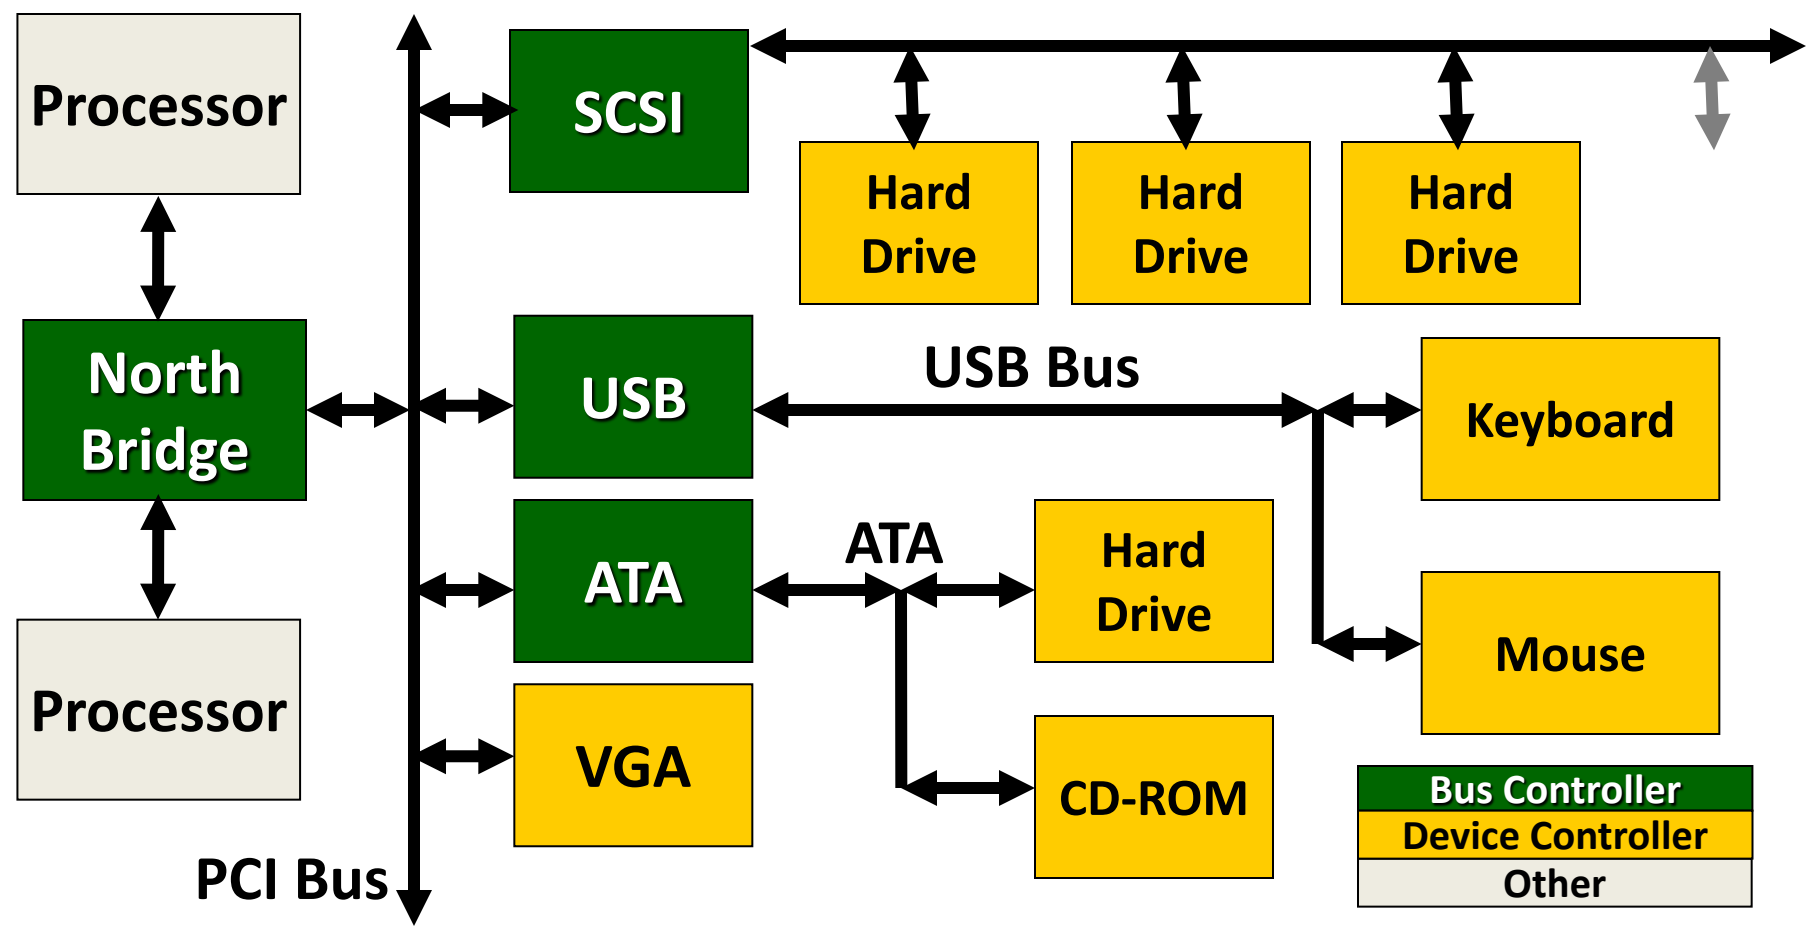 Processor
SCSI
Hard
Drive
Hard
Drive
Hard
Drive
North
Bridge
USB
USB Bus
Keyboard
ATA
ATA
Hard
Drive
Mouse
Processor
VGA
CD-ROM
PCI Bus
Bus Controller
Device Controller
Other